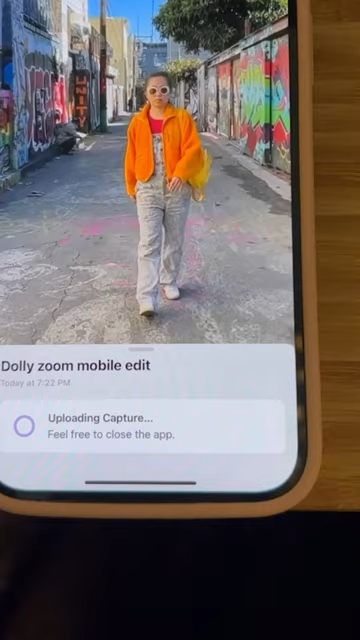 Dolly zoom mobile edit
Today at 7:22 PM
Uploading Capture...
Feel free to close the app.